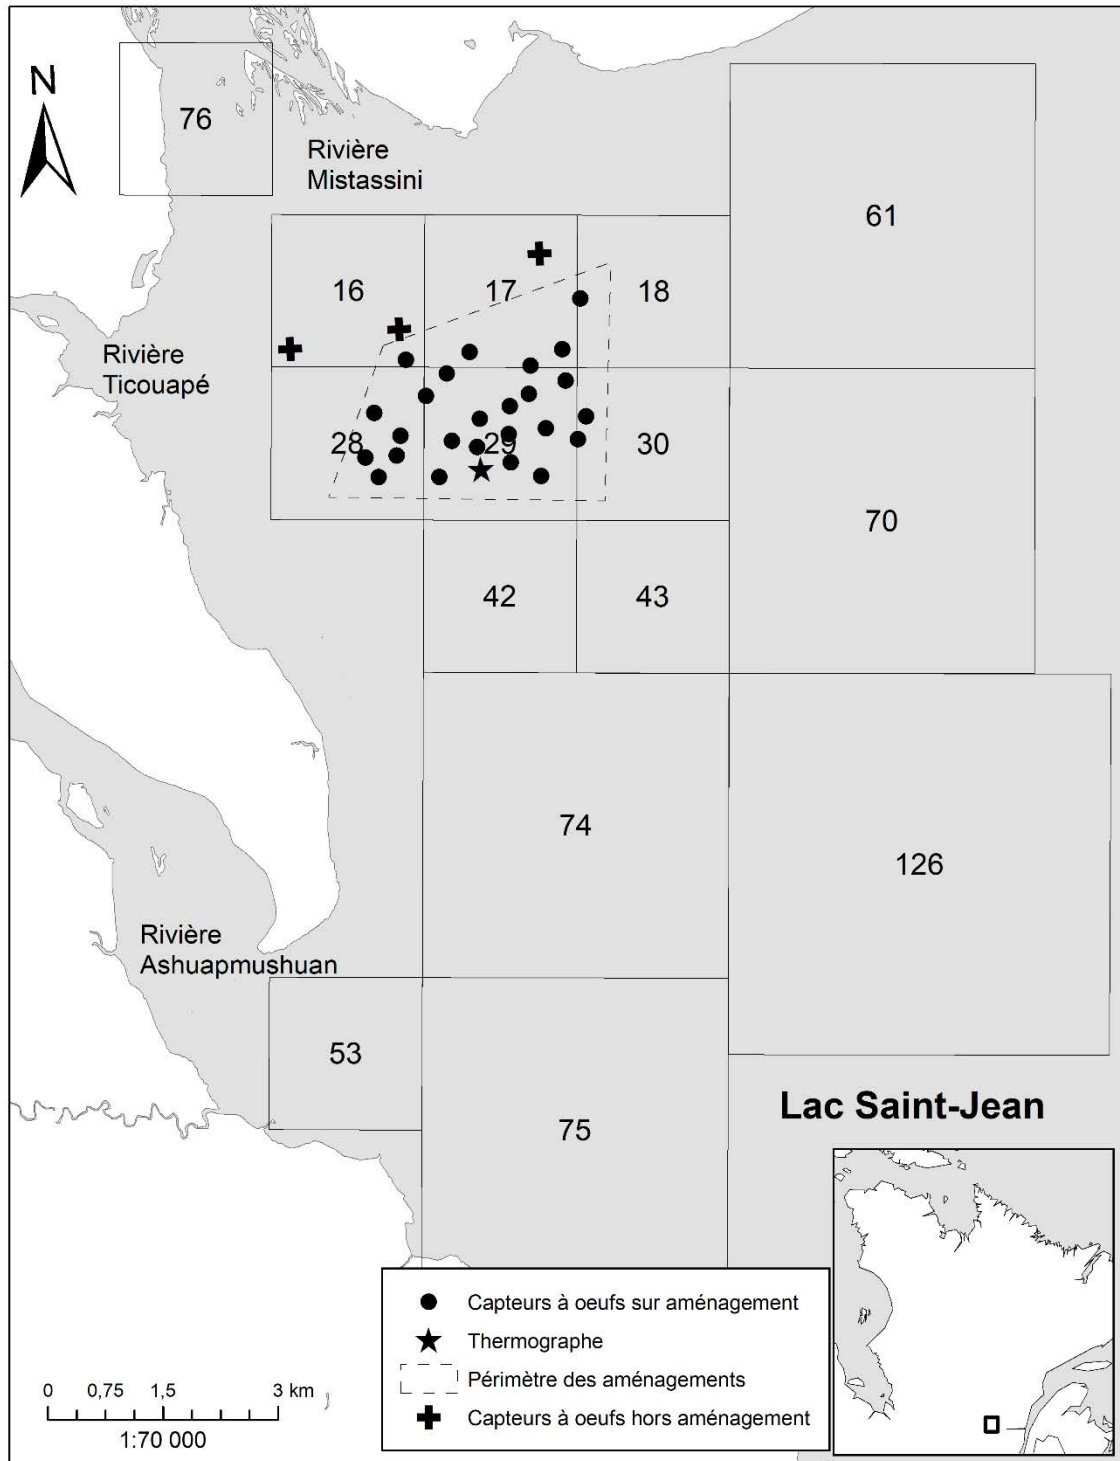 N
76
Rivière
Mistassini
61
16
17
18
Rivière
Ticouapé
28
29
30
70
42
43
74
126
Rivière
Ashuapmushuan
53
75
Lac Saint-Jean
Capteurs à oeufs sur aménagement
Thermographe
Périmètre des aménagements
Capteurs à oeufs hors aménagement
0 0,75 1,5 3 km
1:70 000